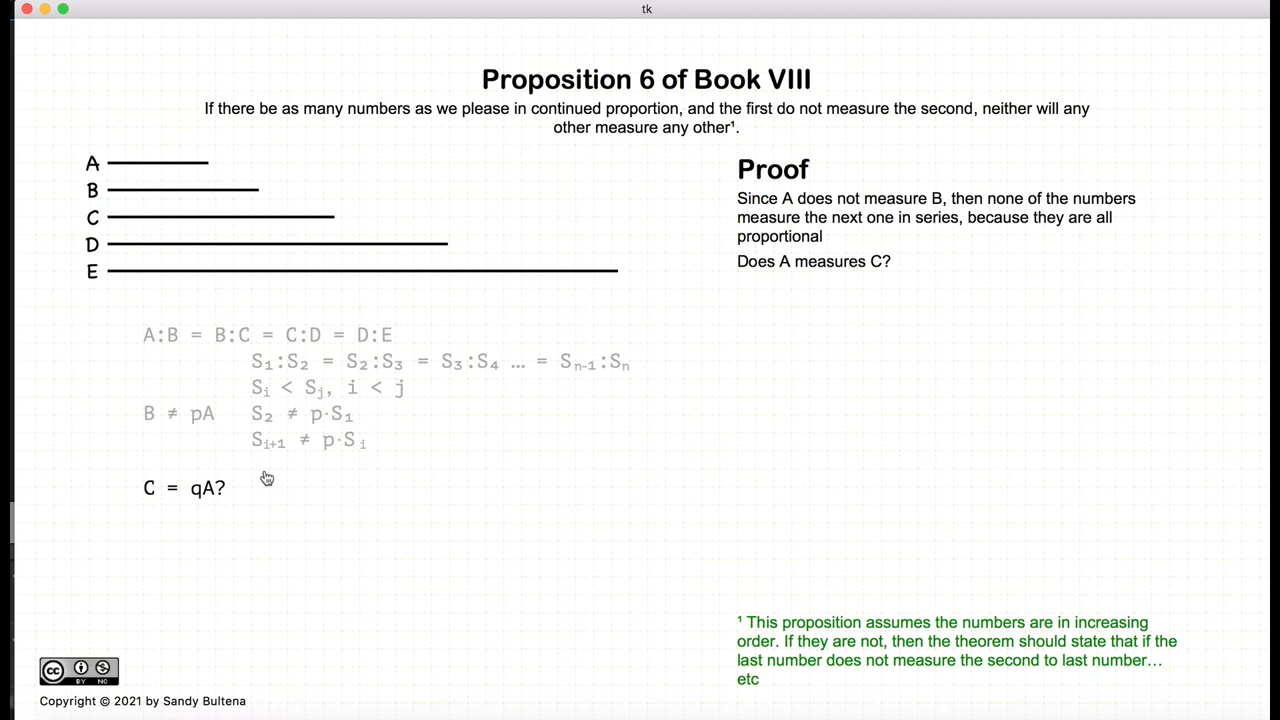 tk
Proposition 6 of Book VIII
If there be as many numbers as we please in continued proportion, and the first do not measure the second, neither will any
other measure any other¹.
A
B
C
D
E
Proof
Since A does not measure B, then none of the numbers
measure the next one in series, because they are all
proportional
Does A measures C?
A:B = B:C = C:D = D:E
S₁:S₂ = S₂:S₃ = S₃:S₄ … = Sₙ₋₁:Sₙ
Sᵢ < Sⱼ, i < j
B ≠ pA S₂ ≠ p·S₁
Sᵢ₊₁ ≠ p·Sᵢ
C = qA?
¹ This proposition assumes the numbers are in increasing
order. If they are not, then the theorem should state that if the
last number does not measure the second to last number…
etc
cc BY NC
Copyright © 2021 by Sandy Bultena